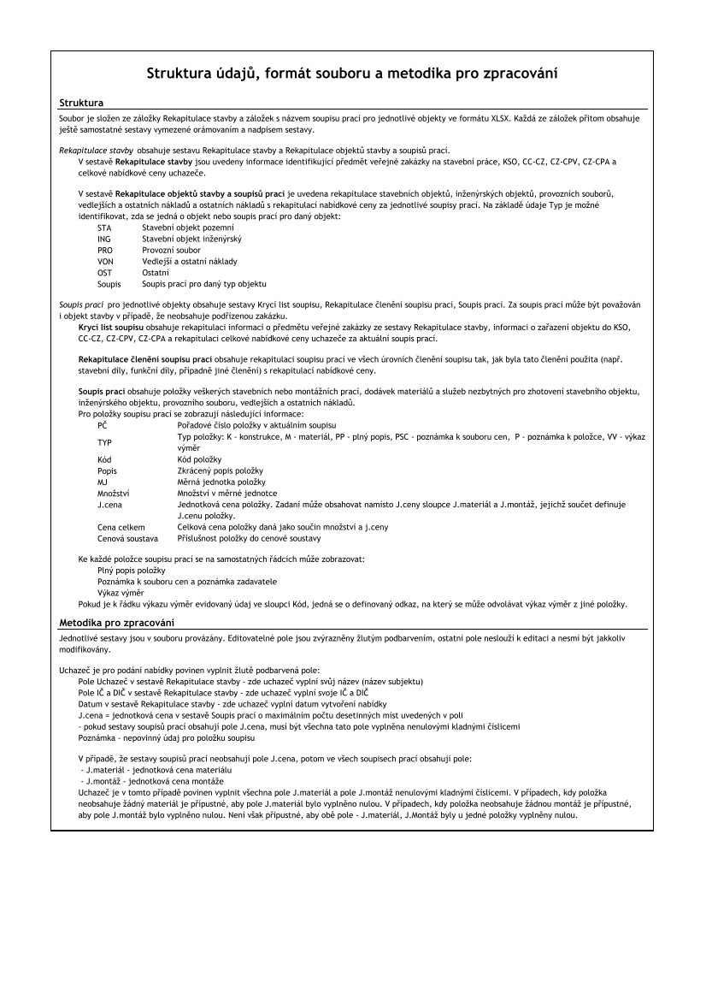 Struktura údajů, formát souboru a metodika pro zpracování
Struktura
Soubor je složen ze záložky Rekapitulace stavby a záložek s názvem soupisu prací pro jednotlivé objekty ve formátu XLSX. Každá ze záložek přitom obsahuje
ještě samostatné sestavy vymezené orámovaním a nadpisem sestavy.
Rekapitulace stavby obsahuje sestavu Rekapitulace stavby a Rekapitulace objektů stavby a soupisů prací.
V sestavě Rekapitulace stavby jsou uvedeny informace identifikující předmět veřejné zakázky na stavební práce, KSO, CC-CZ, CZ-CPV, CZ-CPA a
celkové nabídkové ceny uchazeče.
V sestavě Rekapitulace objektů stavby a soupisů prací je uvedena rekapitulace stavebních objektů, inženýrských objektů, provozních souborů,
vedlejších a ostatních nákladů a ostatních nákladů s rekapitulací nabídkové ceny za jednotlivé soupisy prací. Na základě údaje Typ je možné
identifikovat, zda se jedná o objekt nebo soupis prací pro daný objekt:
STA Stavební objekt pozemní
ING Stavební objekt inženýrský
PRO Provozní soubor
VON Vedlejší a ostatní náklady
OST Ostatní
Soupis Soupis prací pro daný typ objektu
Soupis prací pro jednotlivé objekty obsahuje sestavy Krycí list soupisu, Rekapitulace členění soupisu prací, Soupis prací. Za soupis prací může být považován
i objekt stavby v případě, že neobsahuje podřízenou zakázku.
Krycí list soupisu obsahuje rekapitulaci informací o předmětu veřejné zakázky ze sestavy Rekapitulace stavby, informaci o zařazení objektu do KSO,
CC-CZ, CZ-CPV, CZ-CPA a rekapitulaci celkové nabídkové ceny uchazeče za aktuální soupis prací.
Rekapitulace členění soupisu prací obsahuje rekapitulaci soupisu prací ve všech úrovních členění soupisu tak, jak byla tato členění použita (např.
stavební díly, funkční díly, případně jiné členění) s rekapitulací nabídkové ceny.
Soupis prací obsahuje položky veškerých stavebních nebo montážních prací, dodávek materiálů a služeb nezbytných pro zhotovení stavebního objektu,
inženýrského objektu, provozního souboru, vedlejších a ostatních nákladů.
Pro položky soupisu prací se zobrazují následující informace:
PČ Pořadové číslo položky v aktuálním soupisu
TYP Typ položky: K - konstrukce, M - materiál, PP - plný popis, PSC - poznámka k souboru cen, P - poznámka k položce, VV - výkaz
výměr
Kód Kód položky
Popis Zkrácený popis položky
MJ Měrná jednotka položky
Množství Množství v měrné jednotce
J.cena Jednotková cena položky. Zadaní může obsahovat namísto J.ceny sloupce J.materiál a J.montáž, jejichž součet definuje
J.cenu položky.
Cena celkem Celková cena položky daná jako součin množství a j.ceny
Cenová soustava Příslušnost položky do cenové soustavy
Ke každé položce soupisu prací se na samostatných řádcích může zobrazovat:
Plný popis položky
Poznámka k souboru cen a poznámka zadavatele
Výkaz výměr
Pokud je k řádku výkazu výměr evidovaný údaj ve sloupci Kód, jedná se o definovaný odkaz, na který se může odvolávat výkaz výměr z jiné položky.
Metodika pro zpracování
Jednotlivé sestavy jsou v souboru provázány. Editovatelné pole jsou zvýrazněny žlutým podbarvením, ostatní pole neslouží k editaci a nesmí být jakkoliv
modifikovány.
Uchazeč je pro podání nabídky povinen vyplnit žlutě podbarvená pole:
Pole Uchazeč v sestavě Rekapitulace stavby - zde uchazeč vyplní svůj název (název subjektu)
Pole IČ a DIČ v sestavě Rekapitulace stavby - zde uchazeč vyplní svoje IČ a DIČ
Datum v sestavě Rekapitulace stavby - zde uchazeč vyplní datum vytvoření nabídky
J.cena = jednotková cena v sestavě Soupis prací o maximálním počtu desetinných míst uvedených v poli
- pokud sestavy soupisů prací obsahují pole J.cena, musí být všechna tato pole vyplněna nenulovými kladnými číslicemi
Poznámka - nepovinný údaj pro položku soupisu
V případě, že sestavy soupisů prací neobsahují pole J.cena, potom ve všech soupisech prací obsahují pole:
- J.materiál - jednotková cena materiálu
- J.montáž - jednotková cena montáže
Uchazeč je v tomto případě povinen vyplnit všechna pole J.materiál a pole J.montáž nenulovými kladnými číslicemi. V případech, kdy položka
neobsahuje žádný materiál je přípustné, aby pole J.materiál bylo vyplněno nulou. V případech, kdy položka neobsahuje žádnou montáž je přípustné,
aby pole J.montáž bylo vyplněno nulou. Není však přípustné, aby obě pole - J.materiál, J.Montáž byly u jedné položky vyplněny nulou.